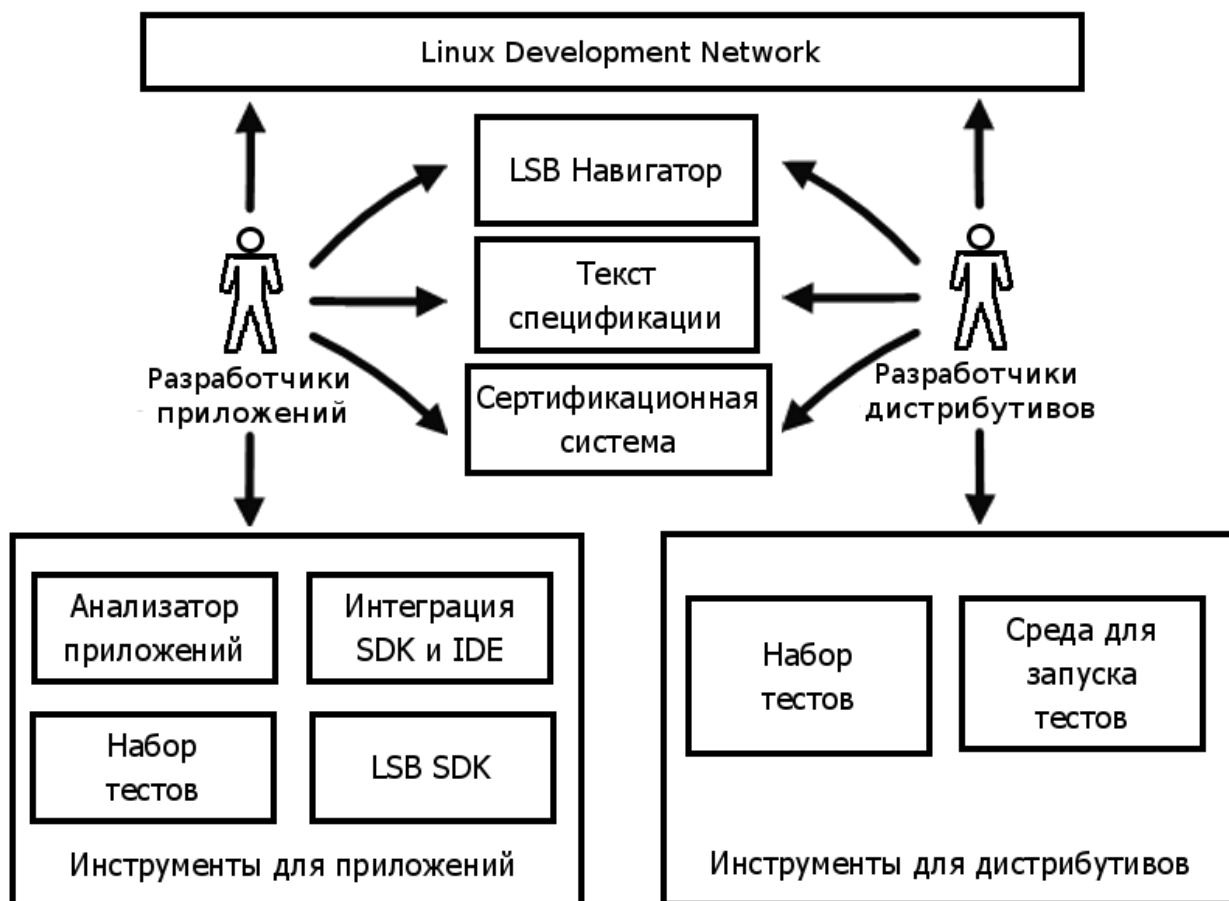 Linux Development Network
LSB Навигатор
Текст
спецификации
Сертификационная
система
Разработчики
приложений
Разработчики
дистрибутивов
Анализатор
приложений
Интеграция
SDK и IDE
Набор
тестов
LSB SDK
Инструменты для приложений
Набор
тестов
Среда для
запуска
тестов
Инструменты для дистрибутивов